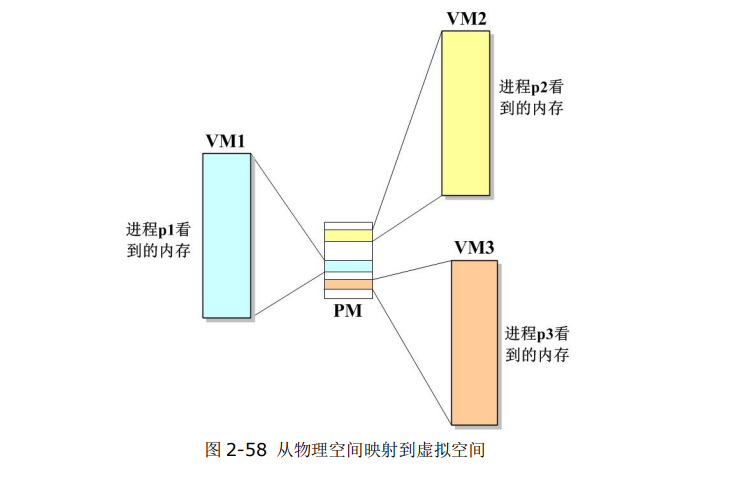 VM2
进程p2看
到的内存
VM1
进程p1看
到的内存
VM3
PM
进程p3看
到的内存
图 2-58 从物理空间映射到虚拟空间